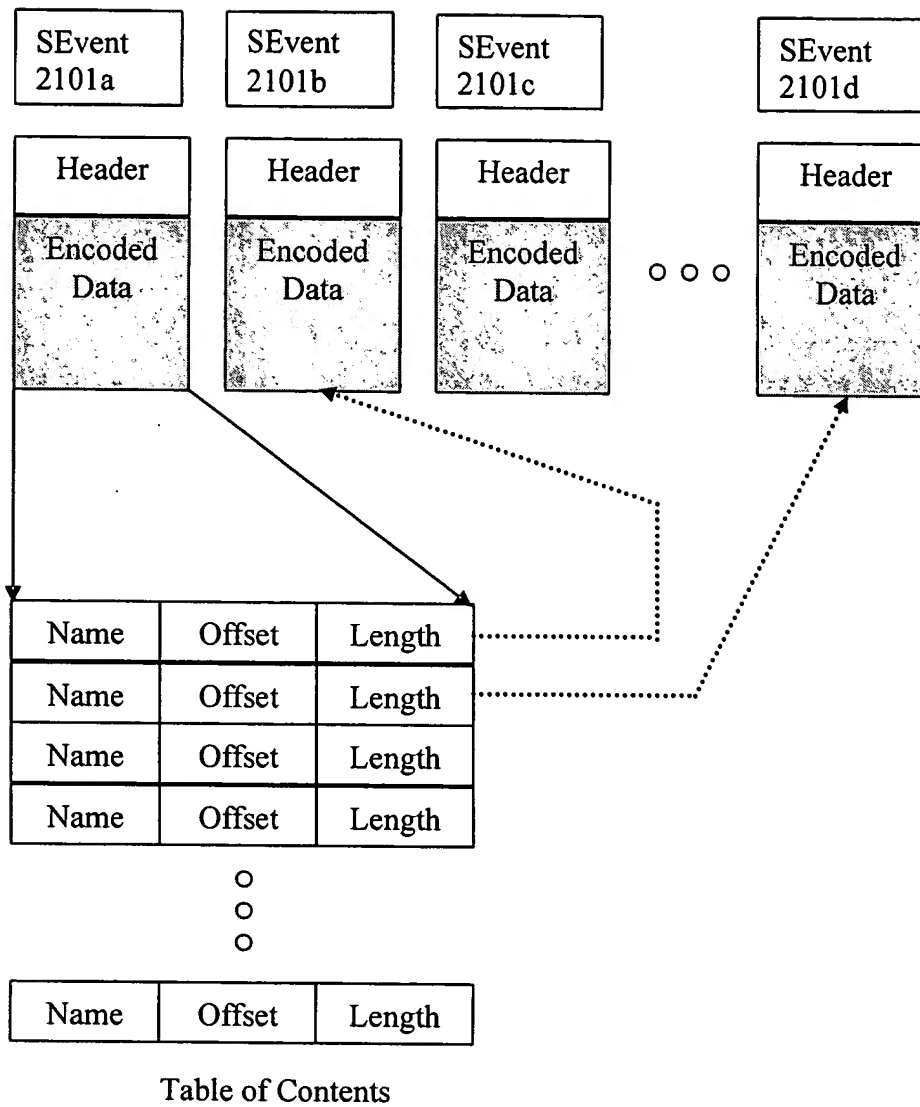 SEvent
2101a
SEvent
2101b
SEvent
2101c
SEvent
2101d
Header
Header
Header
Header
Encoded
Data
Encoded
Data
Encoded
Data
Encoded
Data
Name Offset Length
Name Offset Length
Name Offset Length
Name Offset Length
Name Offset Length
Table of Contents